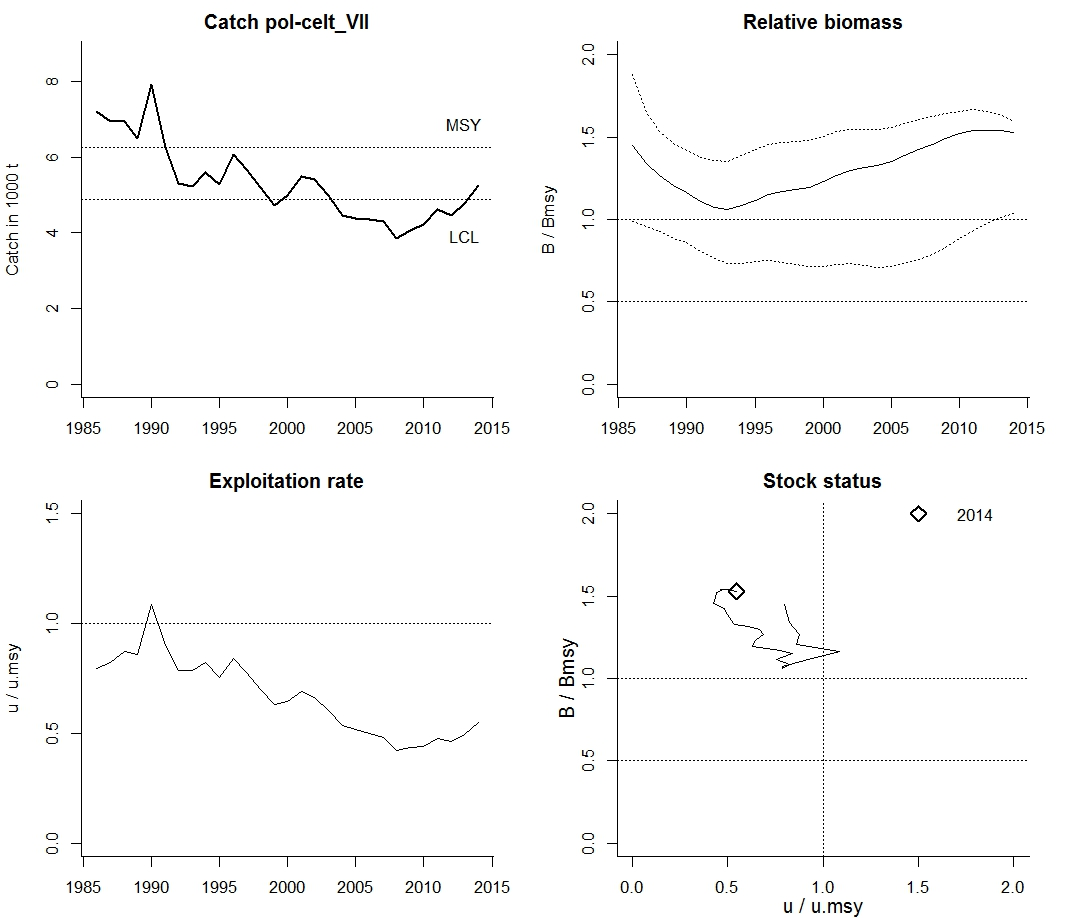 Catch pol-celt_VII
Catch in 1000 t
8
6
4
2
0
MSY
LCL
1985 1990 1995 2000 2005 2010 2015
Relative biomass
B / Bmsy
2.0
1.5
1.0
0.5
0.0
1985 1990 1995 2000 2005 2010 2015
Exploitation rate
u / u.msy
1.5
1.0
0.5
0.0
1985 1990 1995 2000 2005 2010 2015
Stock status
2014
B / Bmsy
2.0
1.5
1.0
0.5
0.0
0.0 0.5 1.0 1.5 2.0
u / u.msy